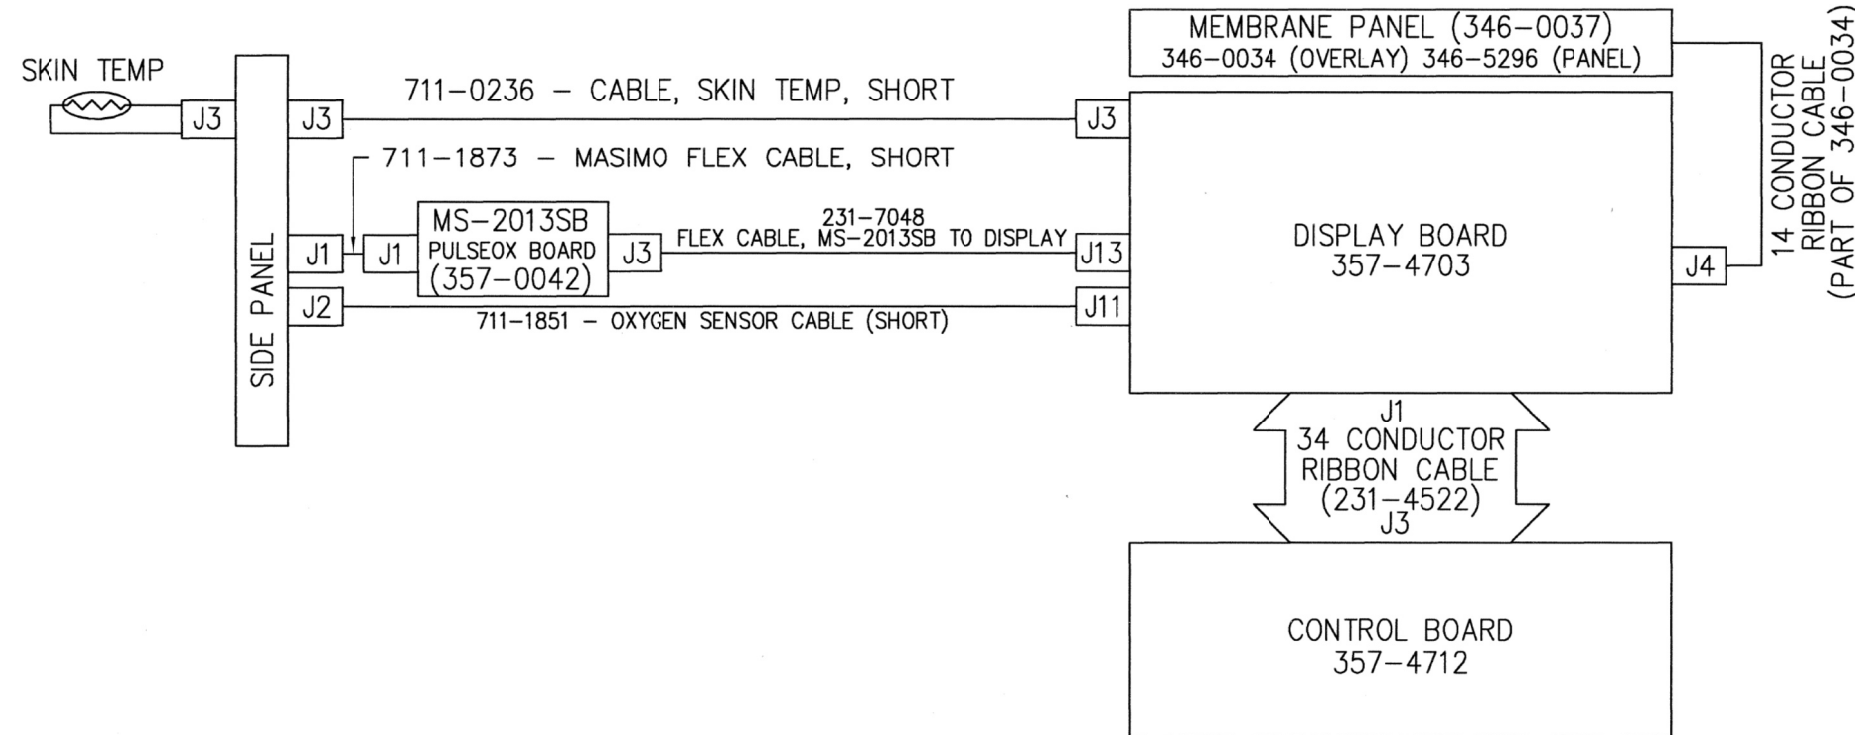 MEMBRANE PANEL (346-0037)
346-0034 (OVERLAY) 346-5296 (PANEL)
14 CONDUCTOR
RIBBON CABLE
(PART OF 346-0034)
SKIN TEMP
J3
SIDE PANEL
J3
711-0236 - CABLE, SKIN TEMP, SHORT
J3
711-1873 - MASIMO FLEX CABLE, SHORT
J1
J1
MS-2013SB
PULSEOX BOARD
(357-0042)
J3
231-7048
FLEX CABLE, MS-2013SB TO DISPLAY
J13
DISPLAY BOARD
357-4703
J4
J2
711-1851 - OXYGEN SENSOR CABLE (SHORT)
J11
J1
34 CONDUCTOR
RIBBON CABLE
(231-4522)
J3
CONTROL BOARD
357-4712